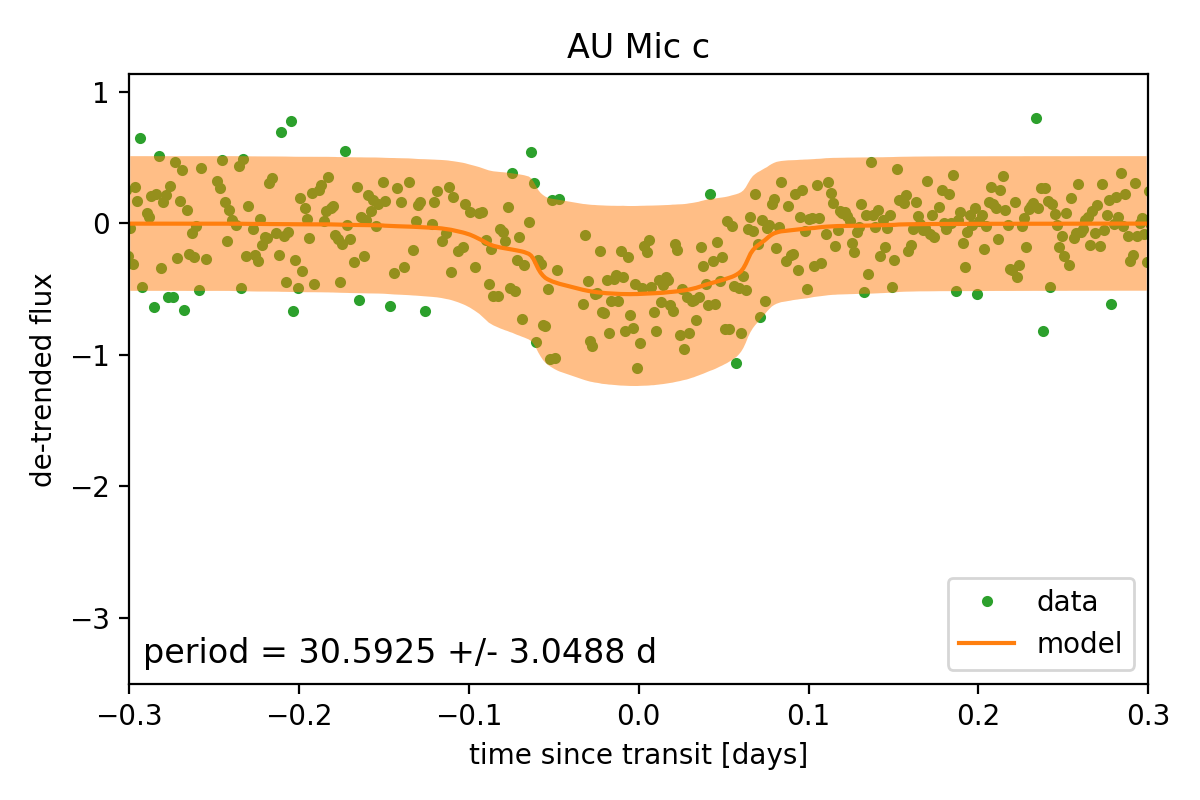 AU Mic c
1
0
−1
−2
−3
de-trended flux
period = 30.5925 +/- 3.0488 d
data
model
−0.3 −0.2 −0.1 0.0 0.1 0.2 0.3
time since transit [days]